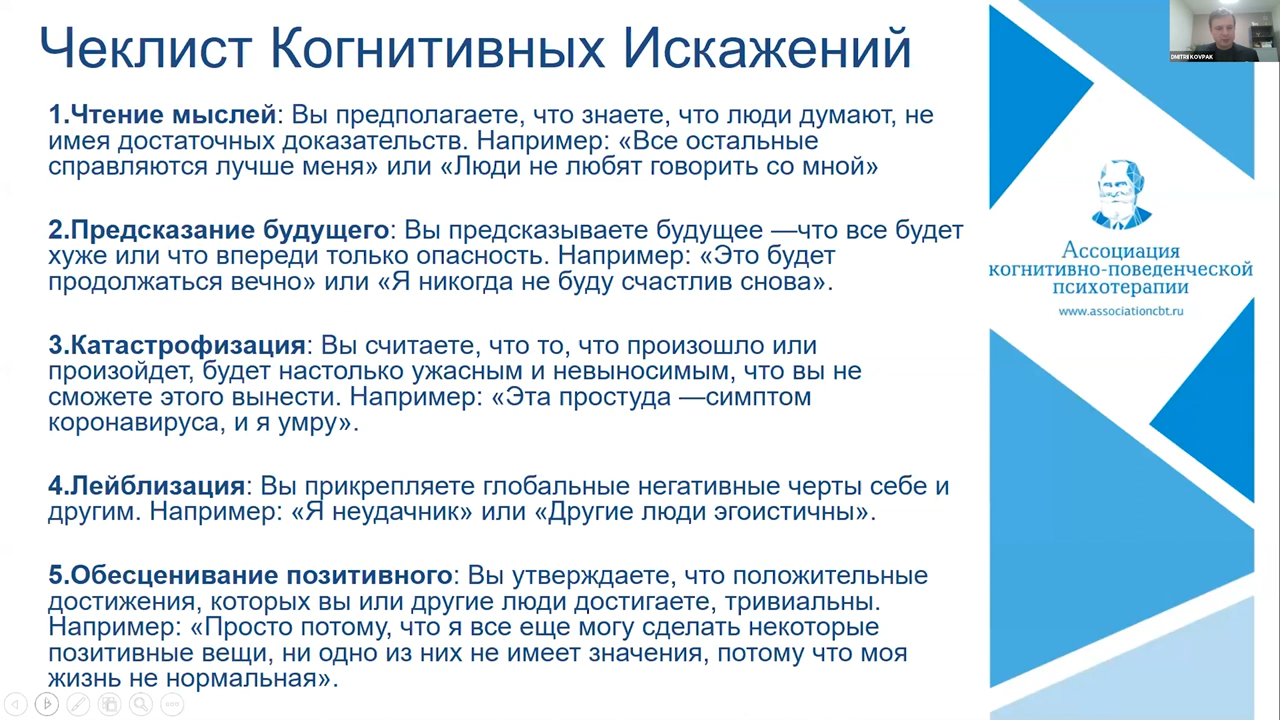 Чеклист Когнитивных Искажений
1.Чтение мыслей: Вы предполагаете, что знаете, что люди думают, не
имея достаточных доказательств. Например: «Все остальные
справляются лучше меня» или «Люди не любят говорить со мной»
2.Предсказание будущего: Вы предсказываете будущее —что все будет
хуже или что впереди только опасность. Например: «Это будет
продолжаться вечно» или «Я никогда не буду счастлив снова».
3.Катастрофизация: Вы считаете, что то, что произошло или
произойдет, будет настолько ужасным и невыносимым, что вы не
сможете этого вынести. Например: «Эта простуда —симптом
коронавируса, и я умру».
4.Лейблизация: Вы прикрепляете глобальные негативные черты себе и
другим. Например: «Я неудачник» или «Другие люди эгоистичны».
5.Обесценивание позитивного: Вы утверждаете, что положительные
достижения, которых вы или другие люди достигаете, тривиальны.
Например: «Просто потому, что я все еще могу сделать некоторые
позитивные вещи, ни одно из них не имеет значения, потому что моя
жизнь не нормальная».
DMITRI KOVPAK
Ассоциация
когнитивно-поведенческой
психотерапии
www.associationcbt.ru